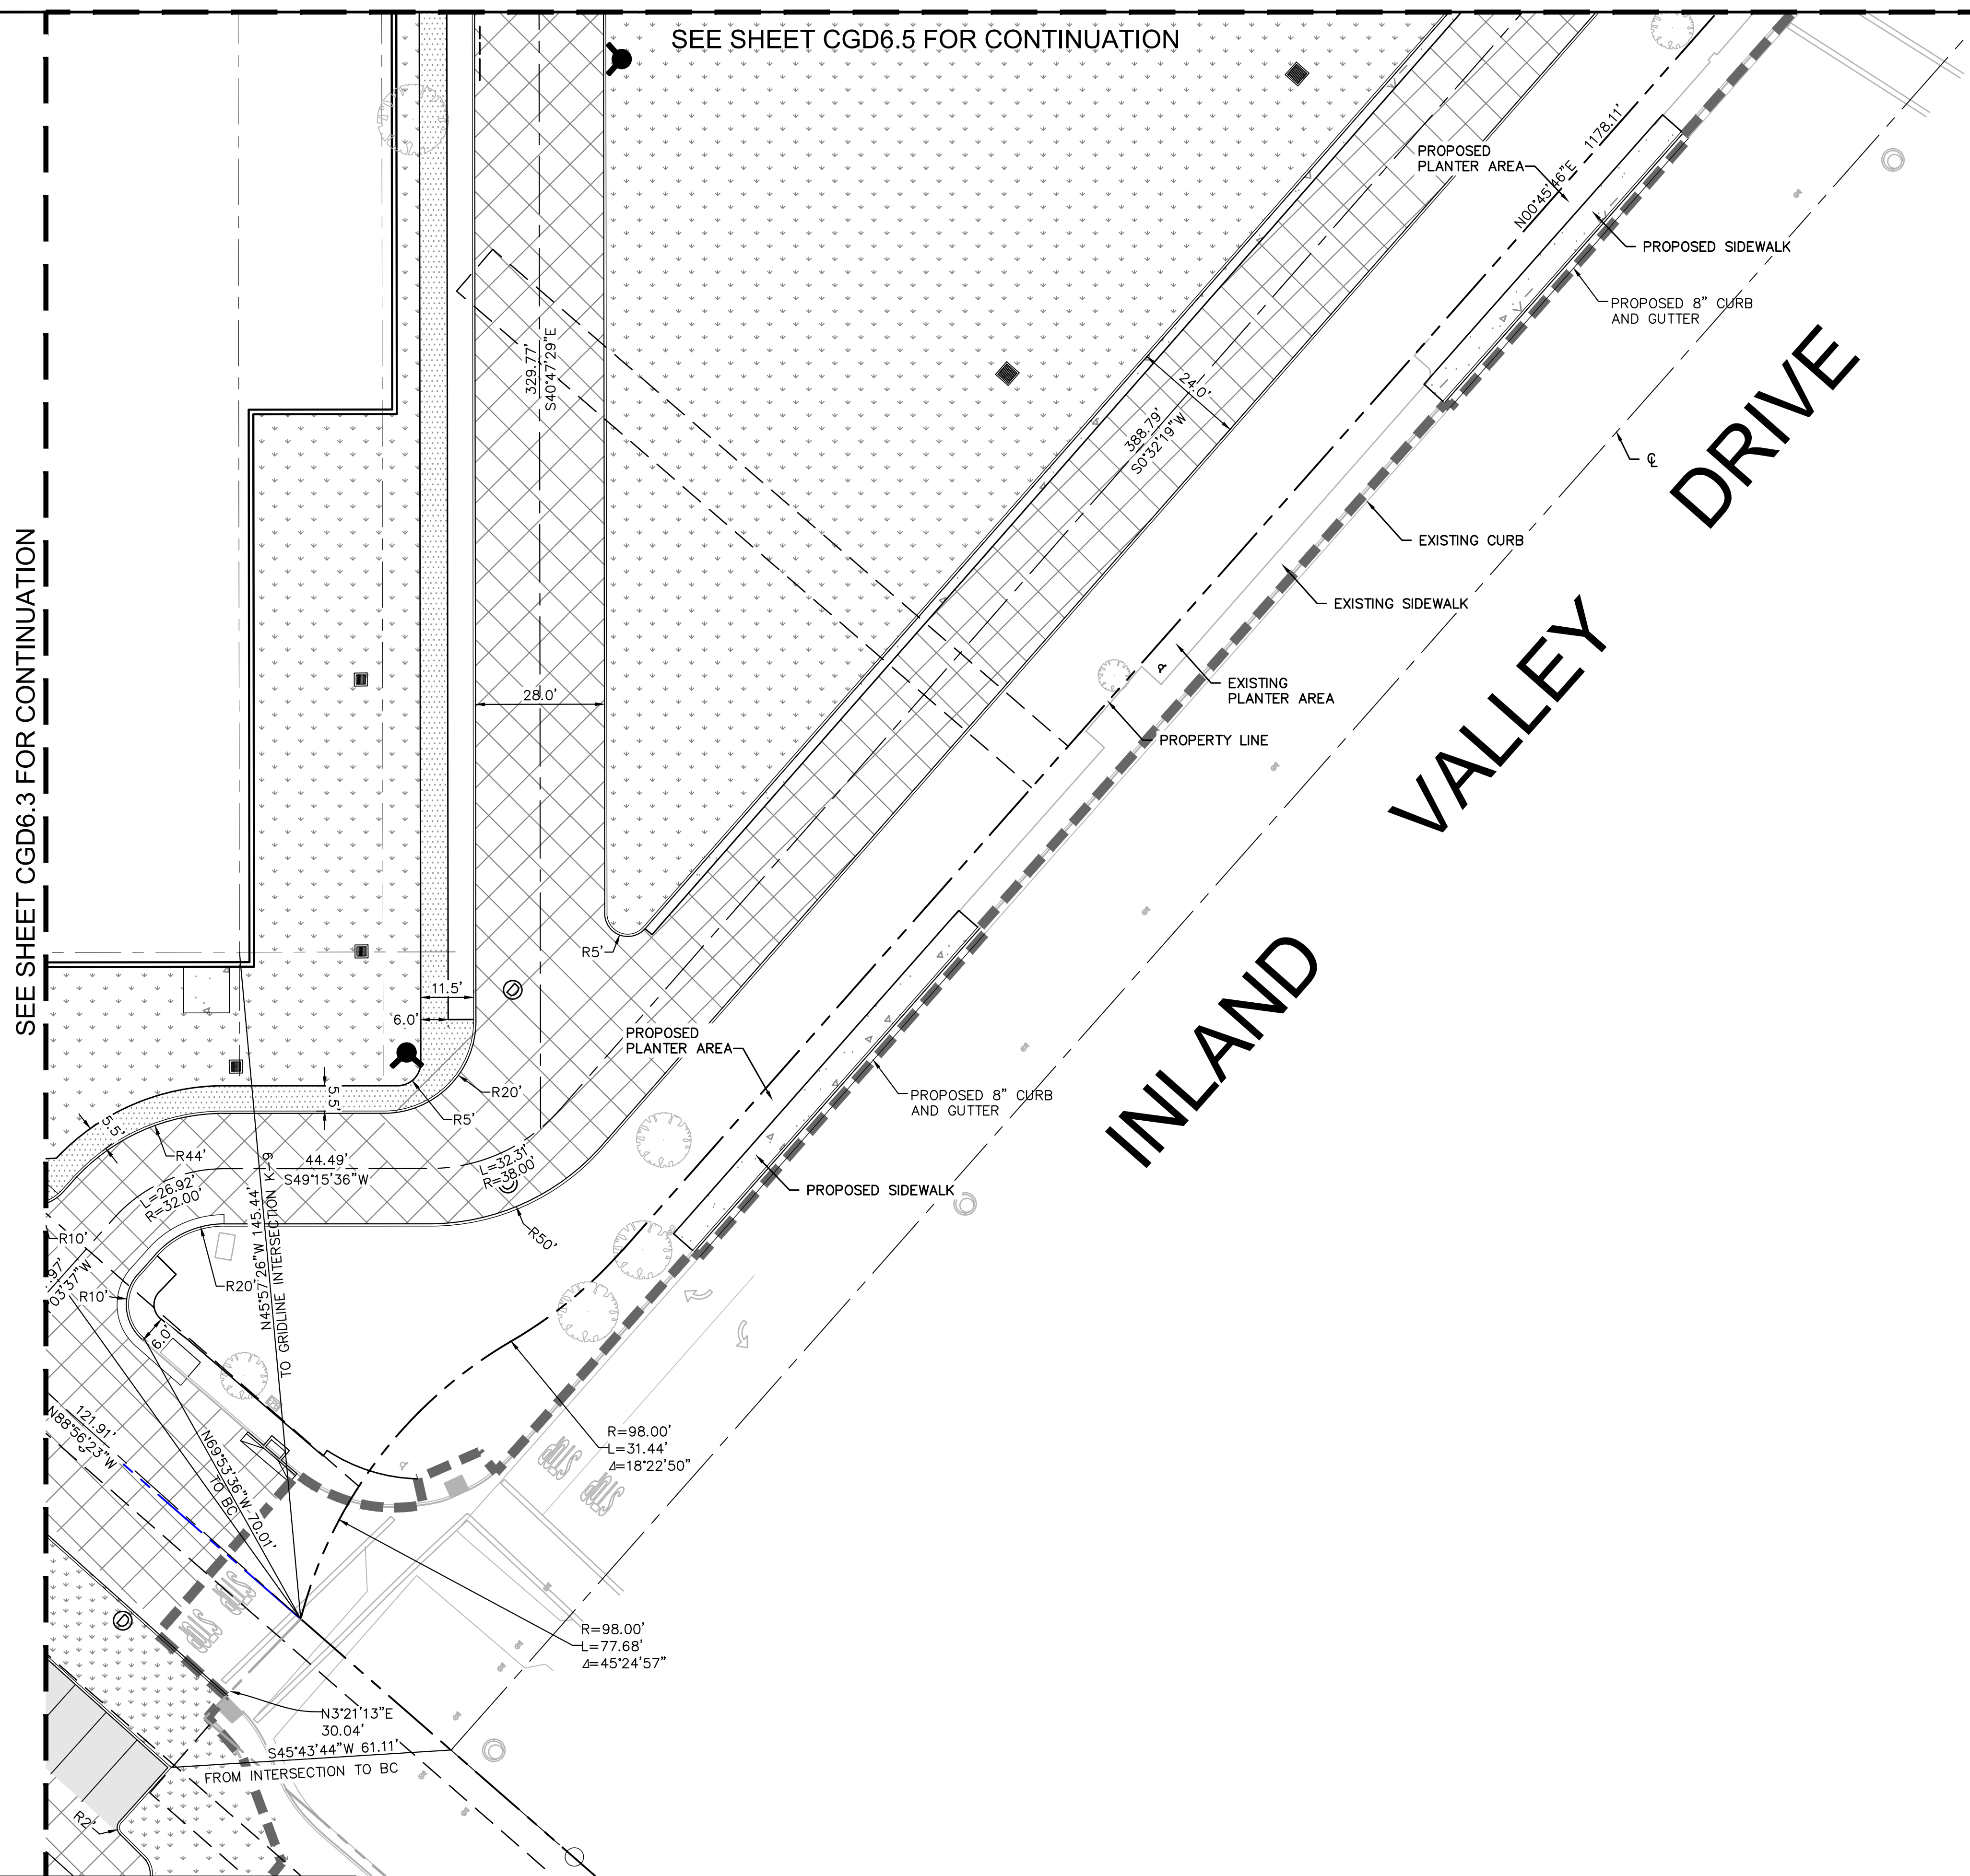 SEE SHEET CGD6.5 FOR CONTINUATION
SEE SHEET CGD6.3 FOR CONTINUATION
1178.11'
N00°45'46"E
PROPOSED
PLANTER AREA
PROPOSED SIDEWALK
PROPOSED 8" CURB
AND GUTTER
329.77'
S40°47'29"E
24.0'
388.79'
S0°32'19"W
℄
DRIVE
EXISTING CURB
EXISTING SIDEWALK
VALLEY
EXISTING
PLANTER AREA
28.0'
PROPERTY LINE
R5'
INLAND
11.5'
D
6.0'
PROPOSED
PLANTER AREA
R20'
R5'
5.5'
5.5'
PROPOSED 8" CURB
AND GUTTER
R44'
44.49'
S49°15'36"W
L=32.31'
R=38.00'
L=26.92'
R=32.00'
PROPOSED SIDEWALK
R50'
R10'
.97'
03'37"W
R10'
R20'
N45°57'26"W 145.44'
TO GRIDLINE INTERSECTION K-9
6.0'
121.91'
N88°56'23"W
N69°53'36"W 70.01'
TO BC
R=98.00'
L=31.44'
Δ=18°22'50"
STOP
STOP
STOP
STOP
D
R=98.00'
L=77.68'
Δ=45°24'57"
N3°21'13"E
30.04'
S45°43'44"W 61.11'
FROM INTERSECTION TO BC
R2'